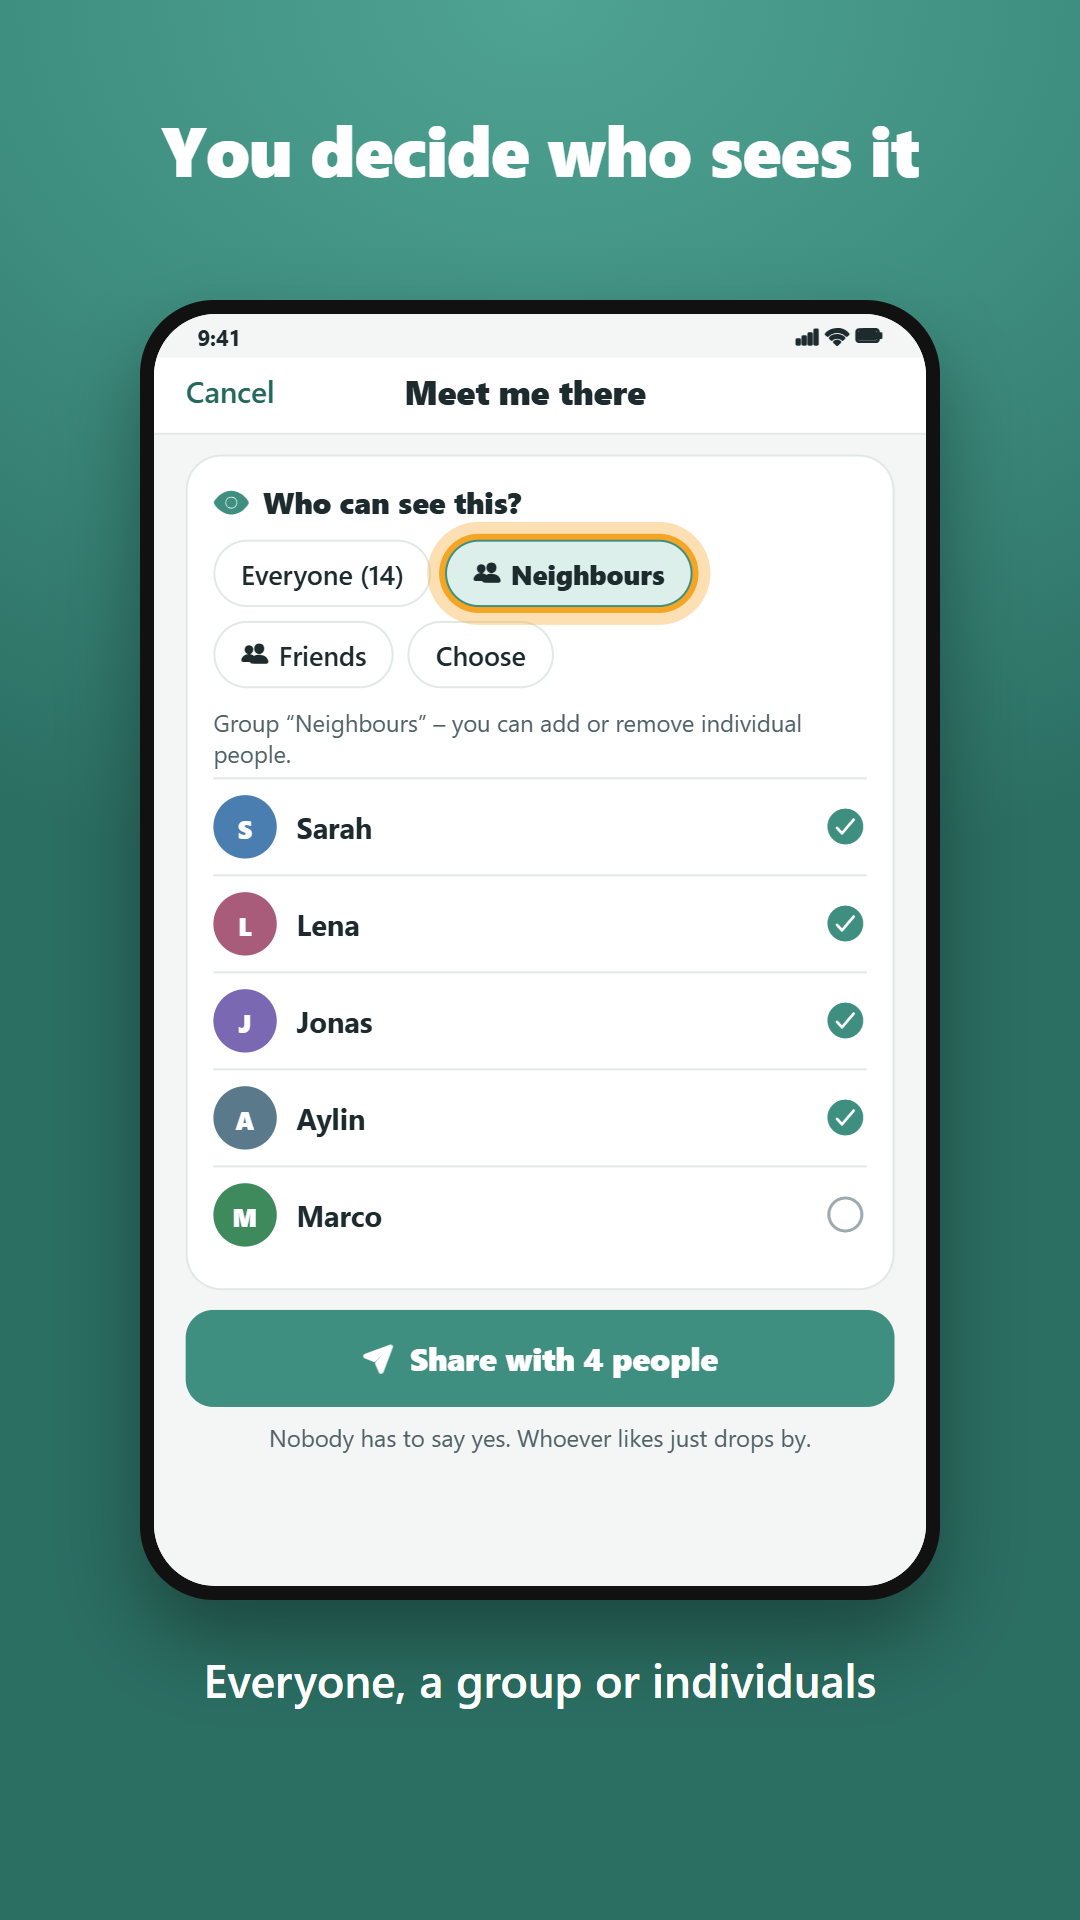 You decide who sees it
9:41
Cancel
Meet me there
Who can see this?
Everyone (14)
Neighbours
Friends
Choose
Group “Neighbours” – you can add or remove individual
people.
S
Sarah
L
Lena
J
Jonas
A
Aylin
M
Marco
Share with 4 people
Nobody has to say yes. Whoever likes just drops by.
Everyone, a group or individuals